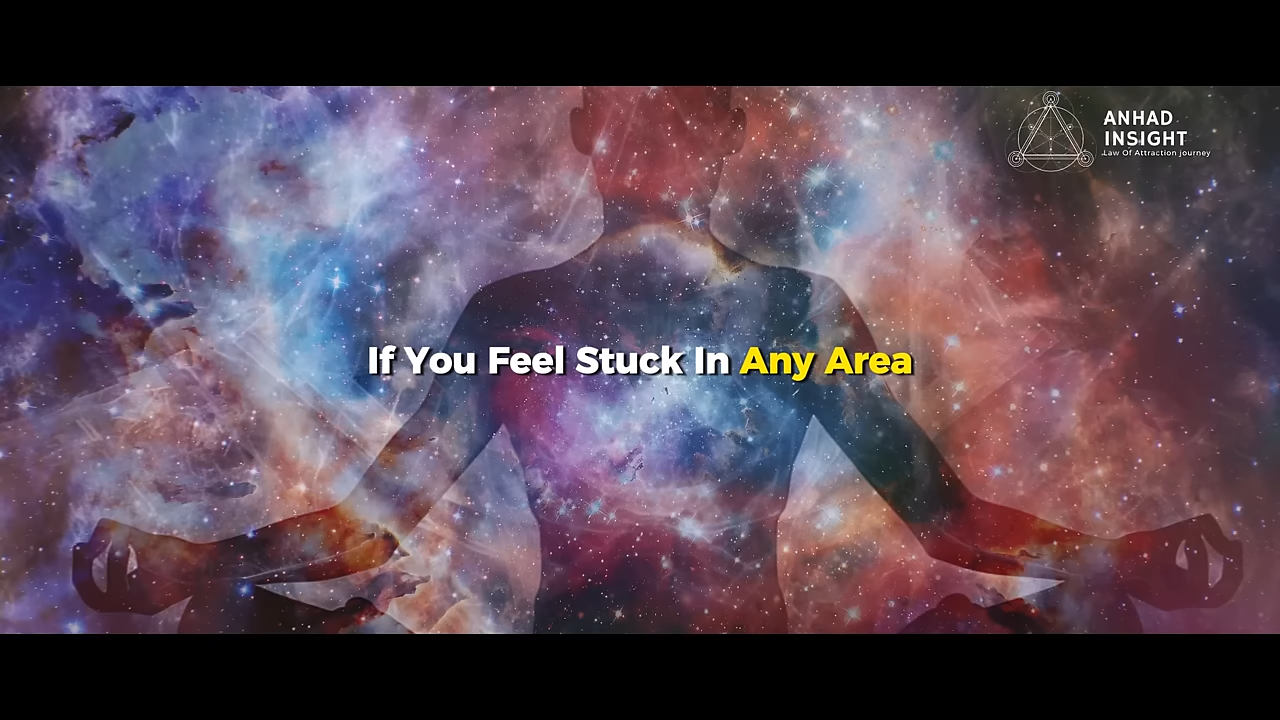 ANHAD
INSIGHT
Law Of Attraction journey
If You Feel Stuck In Any Area